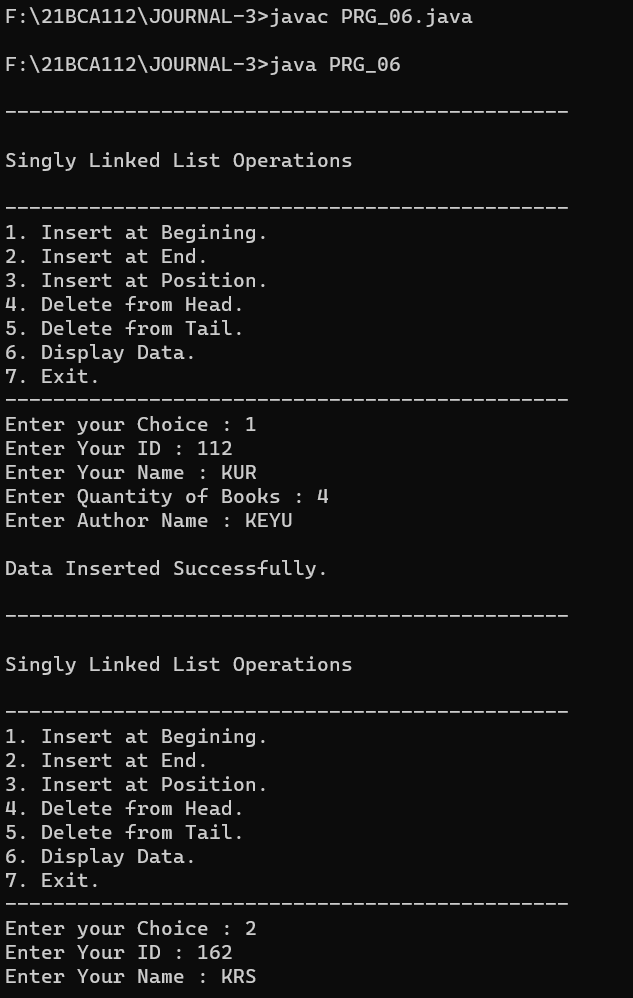 F:\21BCA112\JOURNAL-3>javac PRG_06.java
F:\21BCA112\JOURNAL-3>java PRG_06
-----------------------------------------------
Singly Linked List Operations
-----------------------------------------------
1. Insert at Begining.
2. Insert at End.
3. Insert at Position.
4. Delete from Head.
5. Delete from Tail.
6. Display Data.
7. Exit.
-----------------------------------------------
Enter your Choice : 1
Enter Your ID : 112
Enter Your Name : KUR
Enter Quantity of Books : 4
Enter Author Name : KEYU
Data Inserted Successfully.
-----------------------------------------------
Singly Linked List Operations
-----------------------------------------------
1. Insert at Begining.
2. Insert at End.
3. Insert at Position.
4. Delete from Head.
5. Delete from Tail.
6. Display Data.
7. Exit.
-----------------------------------------------
Enter your Choice : 2
Enter Your ID : 162
Enter Your Name : KRS